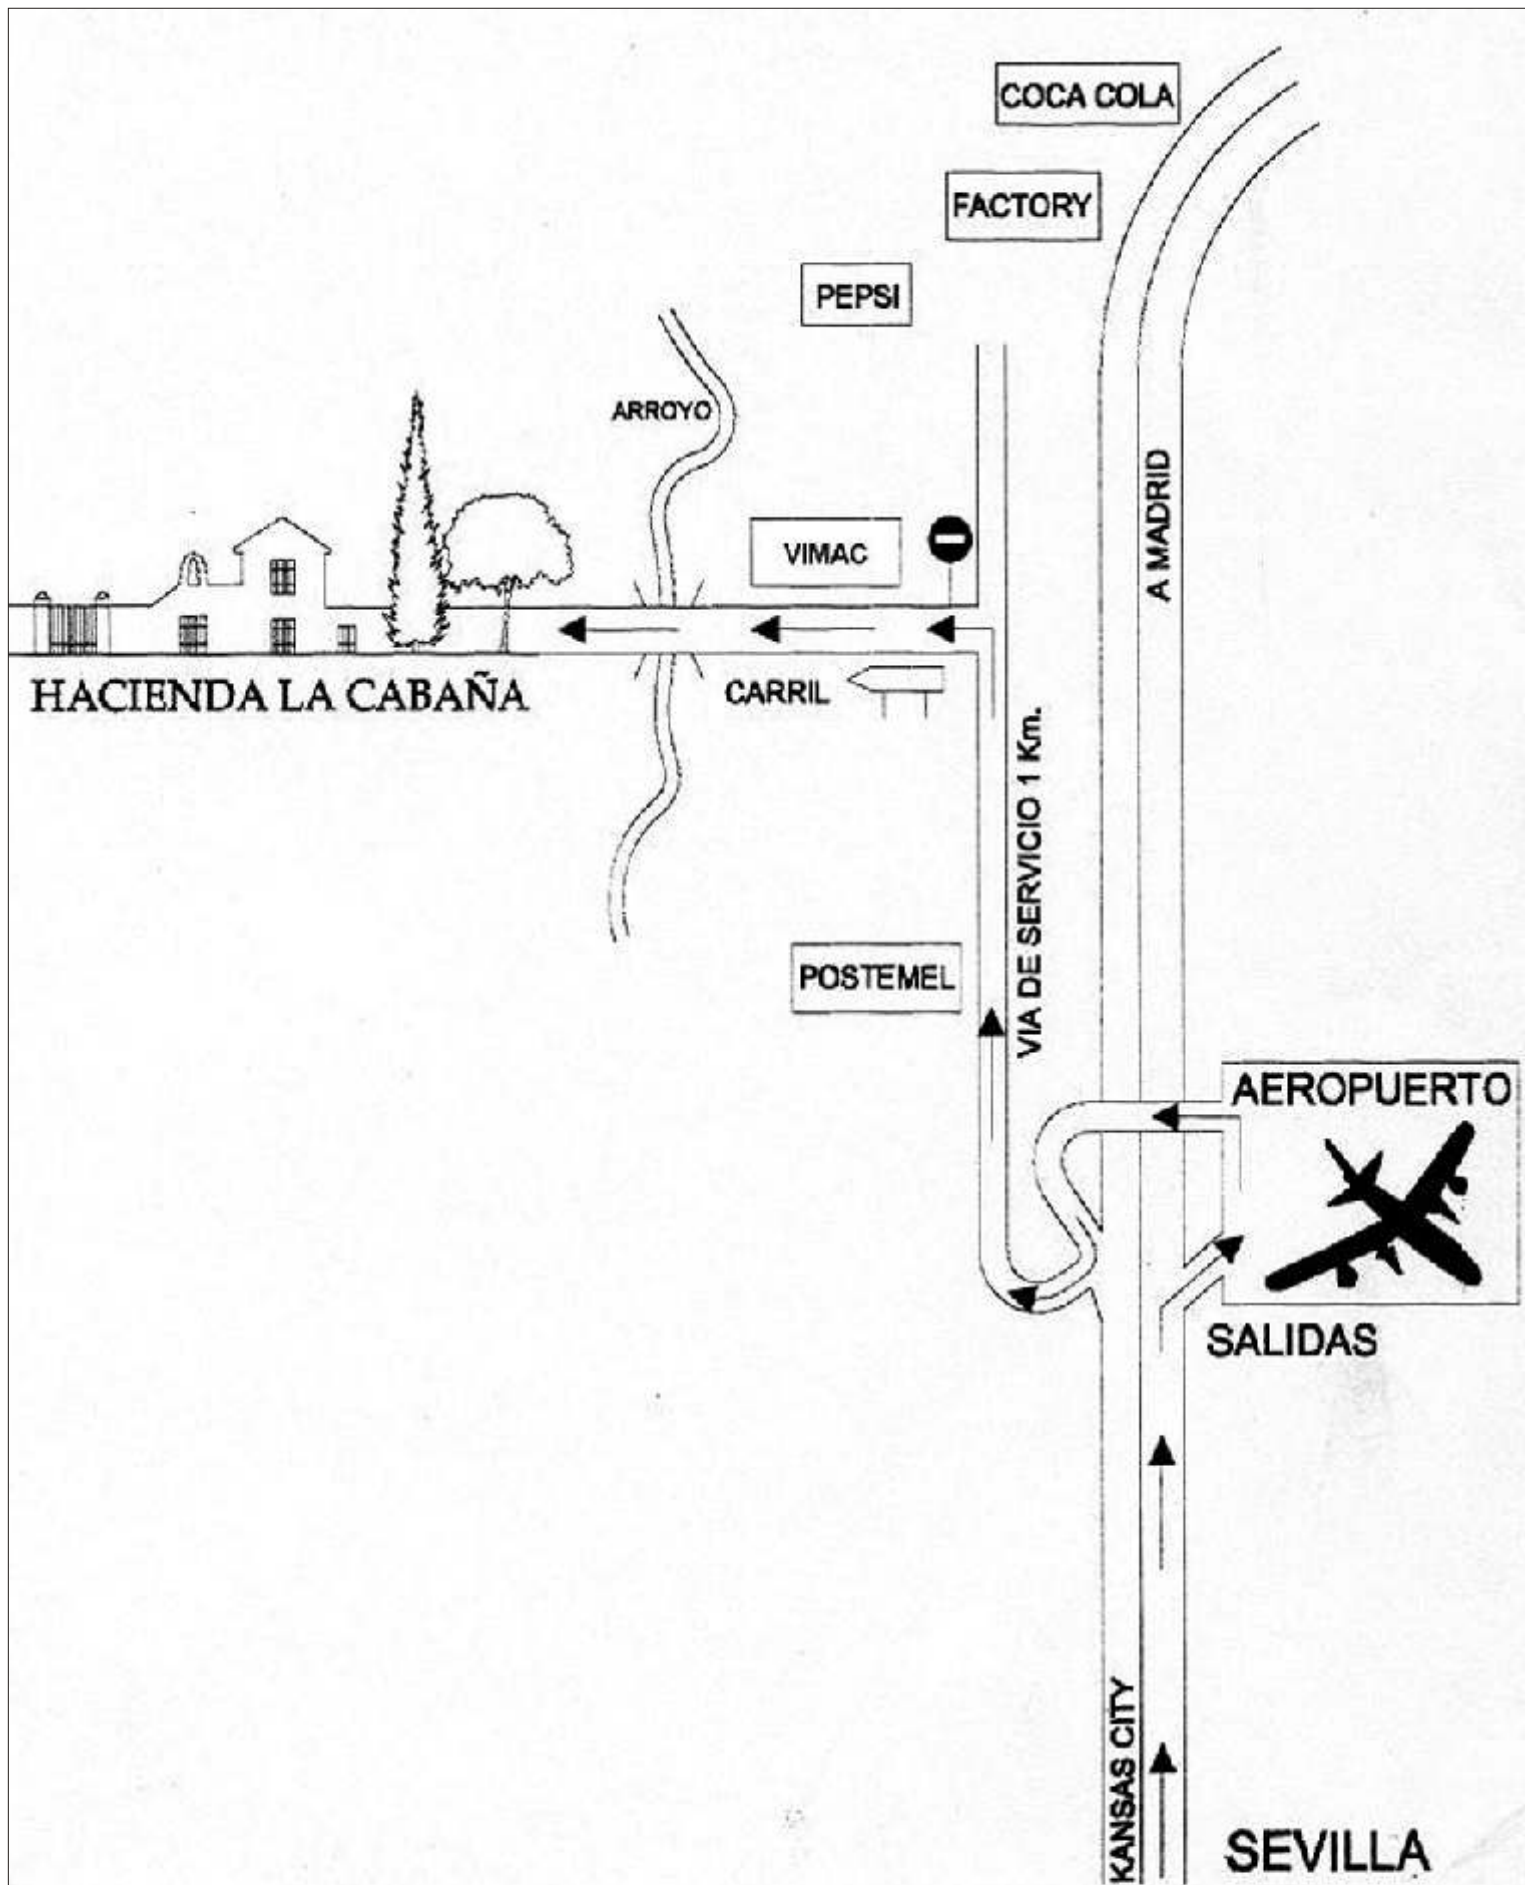 COCA COLA
FACTORY
PEPSI
ARROYO
A MADRID
VIMAC
HACIENDA LA CABAÑA
CARRIL
VIA DE SERVICIO 1 Km.
POSTEMEL
AEROPUERTO
SALIDAS
KANSAS CITY
SEVILLA